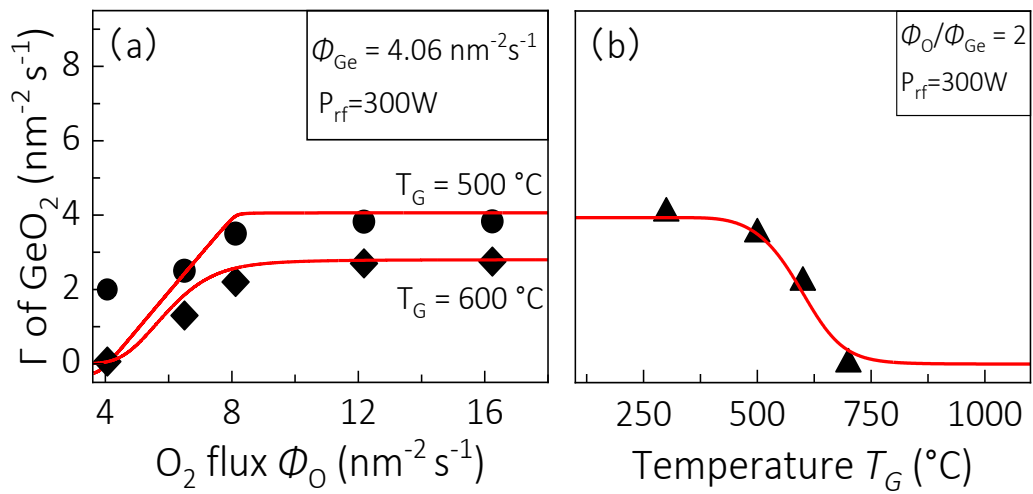 (a)
Φ_Ge = 4.06 nm⁻²s⁻¹
P_rf=300W
T_G = 500 °C
T_G = 600 °C
Γ of GeO₂ (nm⁻² s⁻¹)
8
6
4
2
0
4
8
12
16
O₂ flux Φ_O (nm⁻² s⁻¹)
(b)
Φ_O/Φ_Ge = 2
P_rf=300W
250
500
750
1000
Temperature T_G (°C)